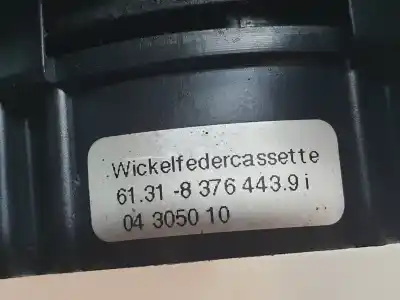 Wickelfedercassette
61.31 -8 376 443.9 i
04 3050 10